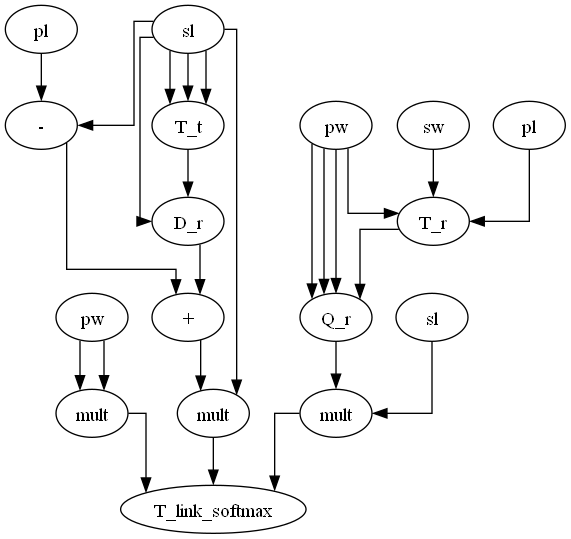 pl
sl
-
T_t
pw
sw
pl
D_r
T_r
pw
+
Q_r
sl
mult
mult
mult
T_link_softmax